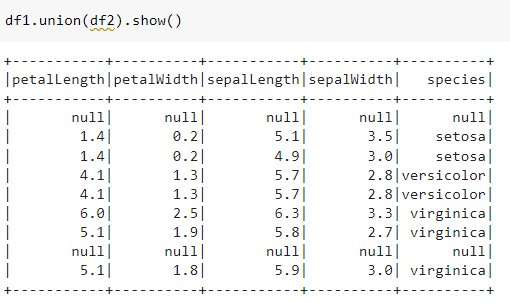 df1.union(df2).show()
+-----------+----------+-----------+----------+----------+
|petalLength|petalWidth|sepalLength|sepalWidth|   species|
+-----------+----------+-----------+----------+----------+
|       null|      null|       null|      null|      null|
|        1.4|       0.2|        5.1|       3.5|    setosa|
|        1.4|       0.2|        4.9|       3.0|    setosa|
|        4.1|       1.3|        5.7|       2.8|versicolor|
|        4.1|       1.3|        5.7|       2.8|versicolor|
|        6.0|       2.5|        6.3|       3.3| virginica|
|        5.1|       1.9|        5.8|       2.7| virginica|
|       null|      null|       null|      null|      null|
|        5.1|       1.8|        5.9|       3.0| virginica|
+-----------+----------+-----------+----------+----------+